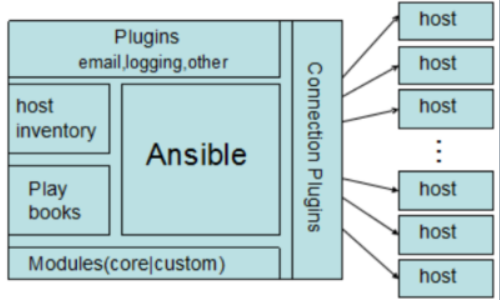 Plugins
email,logging,other
host
inventory
Ansible
Play
books
Modules(core|custom)
Connection Plugins
host
host
host
host
host
host